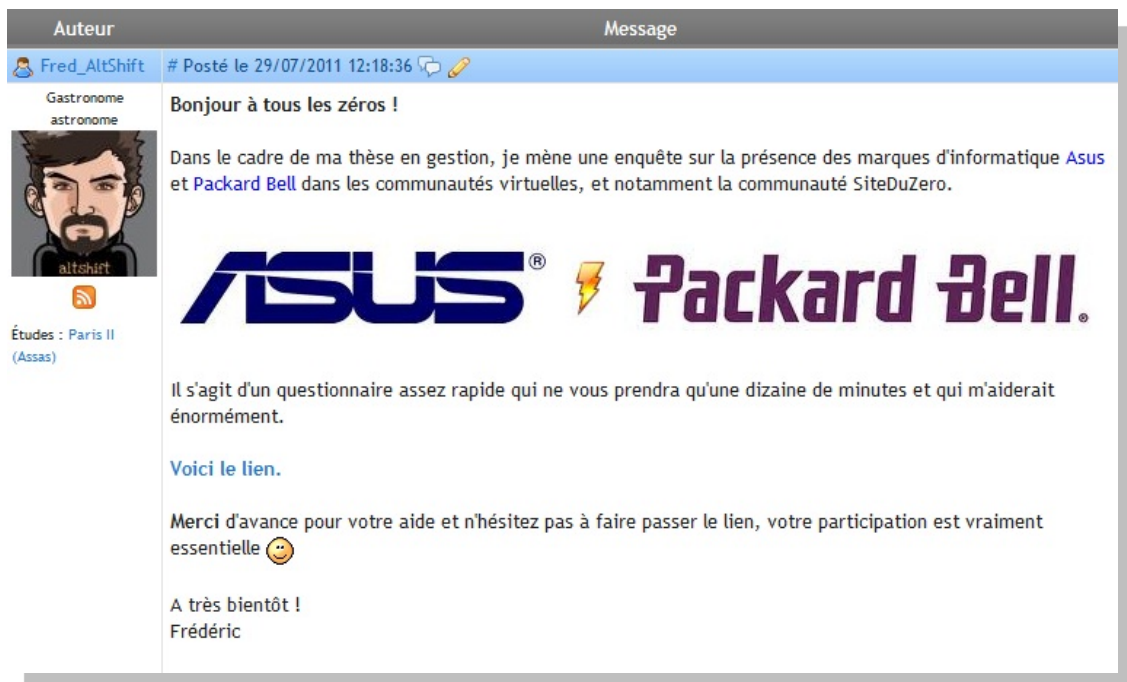 Auteur
Message
Fred_AltShift
# Posté le 29/07/2011 12:18:36
Gastronome
astronome
altshift
Études : Paris II
(Assas)
Bonjour à tous les zéros !
Dans le cadre de ma thèse en gestion, je mène une enquête sur la présence des marques d'informatique Asus
et Packard Bell dans les communautés virtuelles, et notamment la communauté SiteDuZero.
ASUS® Packard Bell®
Il s'agit d'un questionnaire assez rapide qui ne vous prendra qu'une dizaine de minutes et qui m'aiderait
énormément.
Voici le lien.
Merci d'avance pour votre aide et n'hésitez pas à faire passer le lien, votre participation est vraiment
essentielle
A très bientôt !
Frédéric